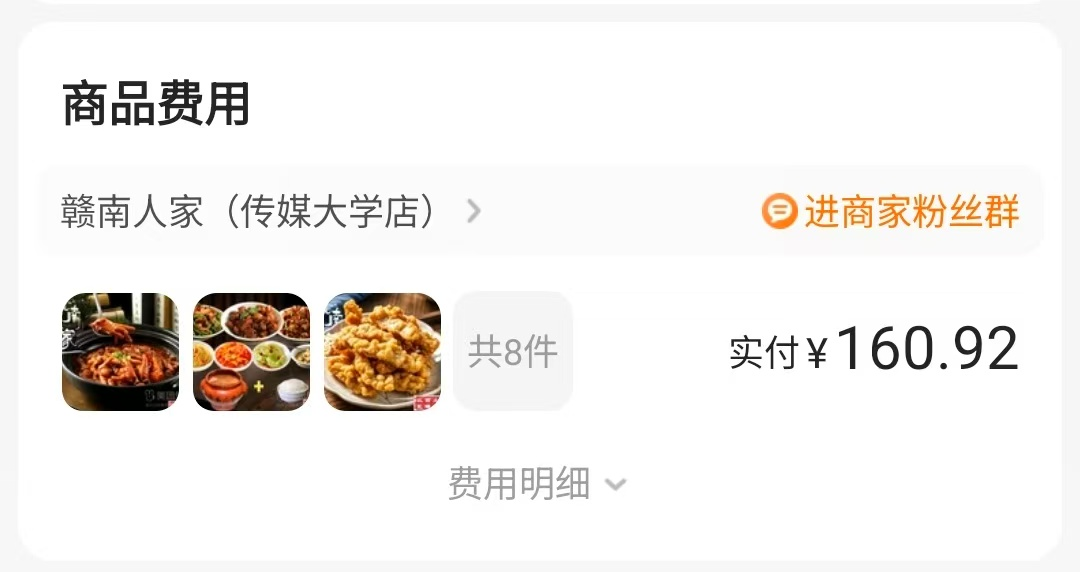 商品费用
赣南人家（传媒大学店）
进商家粉丝群
共8件
实付¥160.92
费用明细